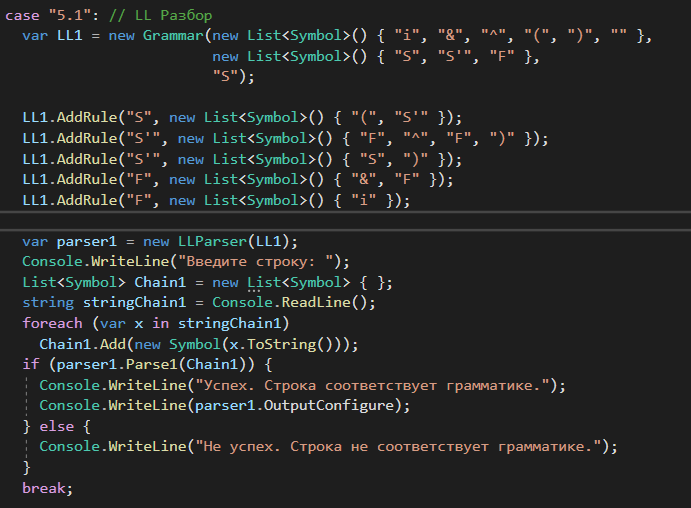 case "5.1": // LL Разбор
var LL1 = new Grammar(new List<Symbol>() { "i", "&", "^", "(", ")", "" },
new List<Symbol>() { "S", "S'", "F" },
"S");
LL1.AddRule("S", new List<Symbol>() { "(", "S'" });
LL1.AddRule("S'", new List<Symbol>() { "F", "^", "F", ")" });
LL1.AddRule("S'", new List<Symbol>() { "S", ")" });
LL1.AddRule("F", new List<Symbol>() { "&", "F" });
LL1.AddRule("F", new List<Symbol>() { "i" });
var parser1 = new LLParser(LL1);
Console.WriteLine("Введите строку: ");
List<Symbol> Chain1 = new List<Symbol> { };
string stringChain1 = Console.ReadLine();
foreach (var x in stringChain1)
Chain1.Add(new Symbol(x.ToString()));
if (parser1.Parse1(Chain1)) {
Console.WriteLine("Успех. Строка соответствует грамматике.");
Console.WriteLine(parser1.OutputConfigure);
} else {
Console.WriteLine("Не успех. Строка не соответствует грамматике.");
}
break;